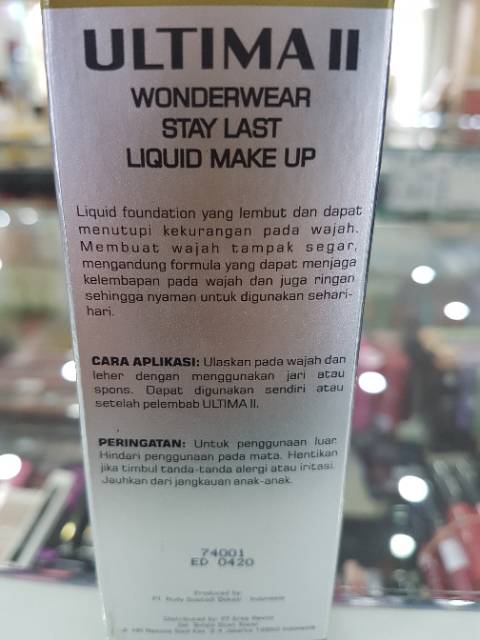 ULTIMA II
WONDERWEAR
STAY LAST
LIQUID MAKE UP
Liquid foundation yang lembut dan dapat
menutupi kekurangan pada wajah.
Membuat wajah tampak segar,
mengandung formula yang dapat menjaga
kelembapan pada wajah dan juga ringan
sehingga nyaman untuk digunakan sehari-
hari.
CARA APLIKASI: Ulaskan pada wajah dan
leher dengan menggunakan jari atau
spons. Dapat digunakan sendiri atau
setelah pelembab ULTIMA II.
PERINGATAN: Untuk penggunaan luar.
Hindari penggunaan pada mata. Hentikan
jika timbul tanda-tanda alergi atau iritasi.
Jauhkan dari jangkauan anak-anak.
74001
ED 0420
Produced by:
Indonesia
Distributed by: